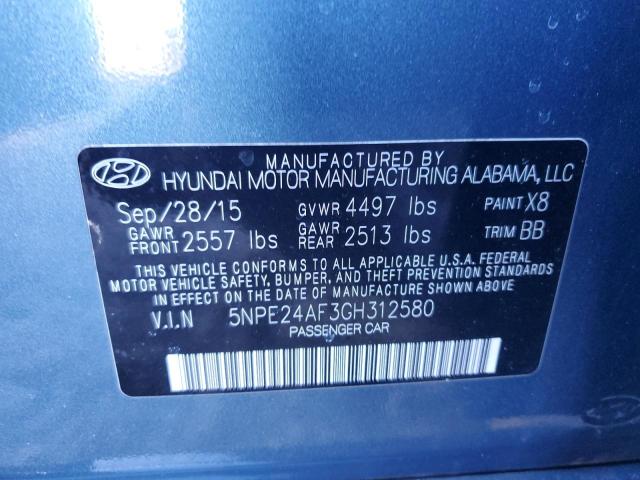 MANUFACTURED BY
HYUNDAI MOTOR MANUFACTURING ALABAMA, LLC
Sep/28/15 GVWR 4497 lbs PAINT X8
GAWR FRONT 2557 lbs GAWR REAR 2513 lbs TRIM BB
THIS VEHICLE CONFORMS TO ALL APPLICABLE U.S.A. FEDERAL
MOTOR VEHICLE SAFETY, BUMPER, AND THEFT PREVENTION STANDARDS
IN EFFECT ON THE DATE OF MANUFACTURE SHOWN ABOVE.
V.I.N 5NPE24AF3GH312580
PASSENGER CAR